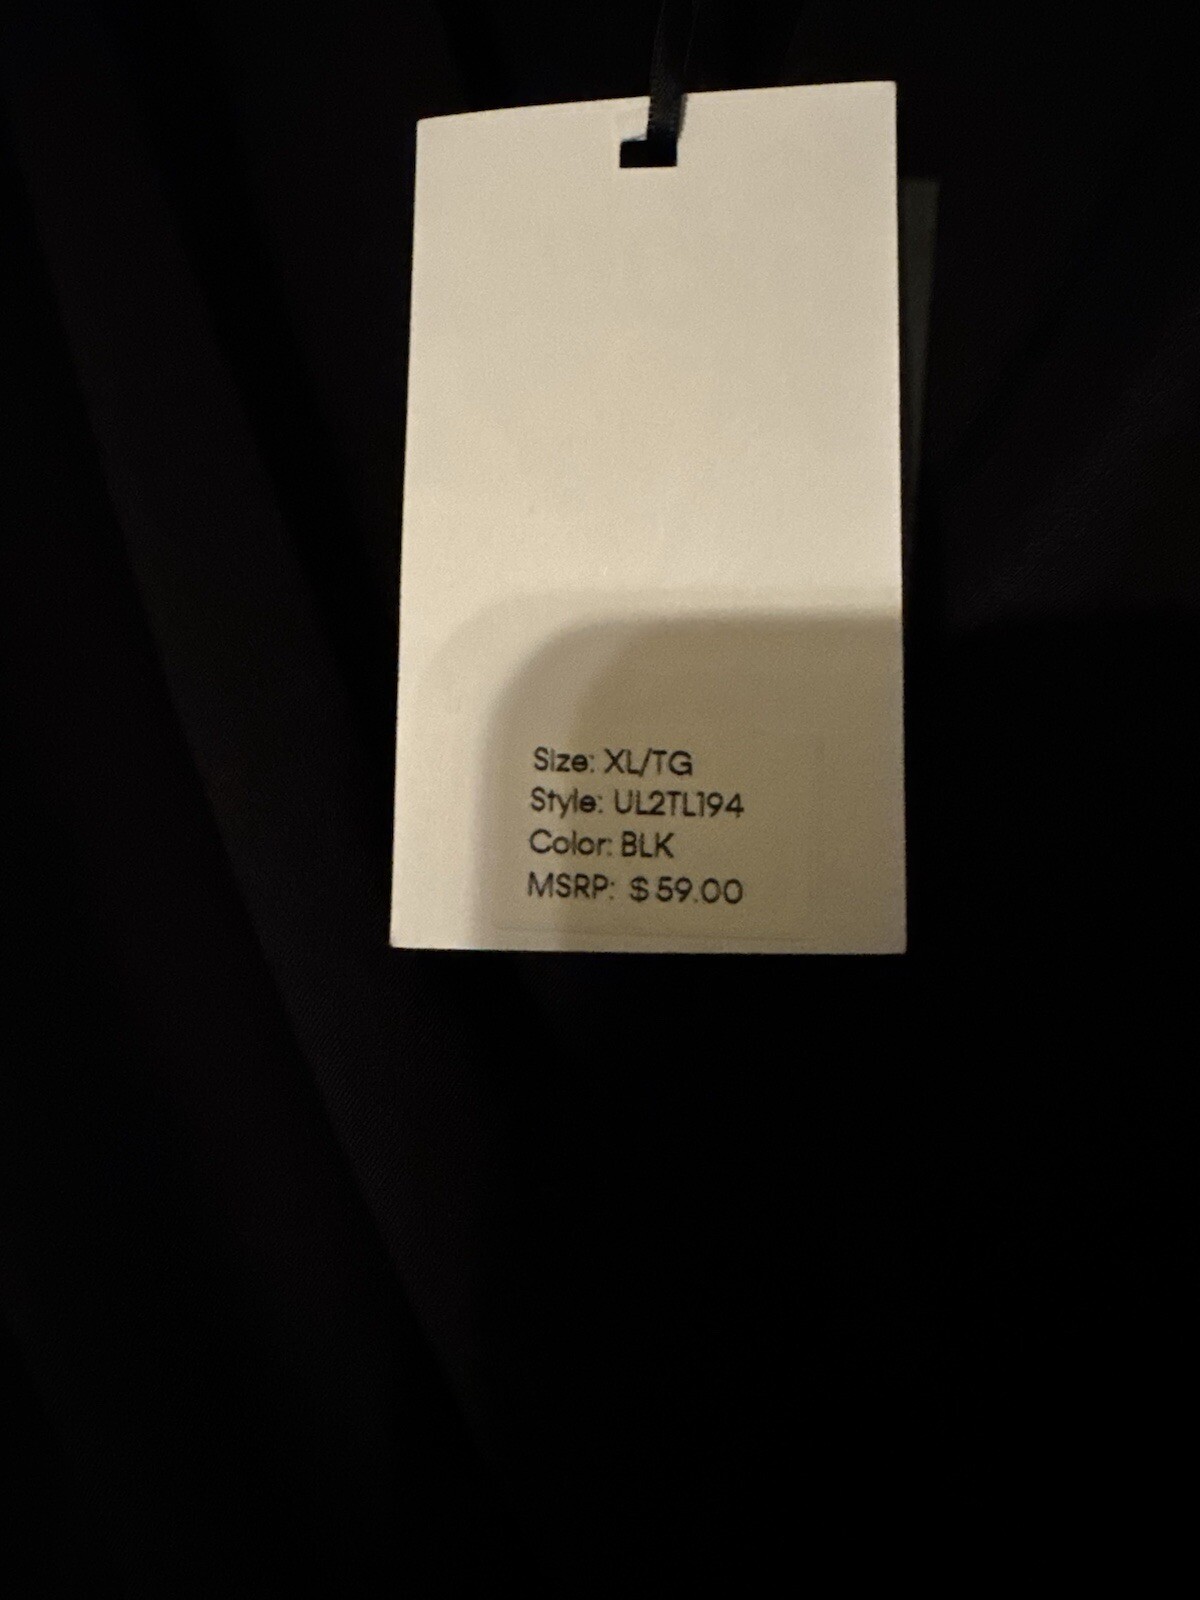 Size: XL/TG
Style: UL2TL194
Color: BLK
MSRP: $59.00